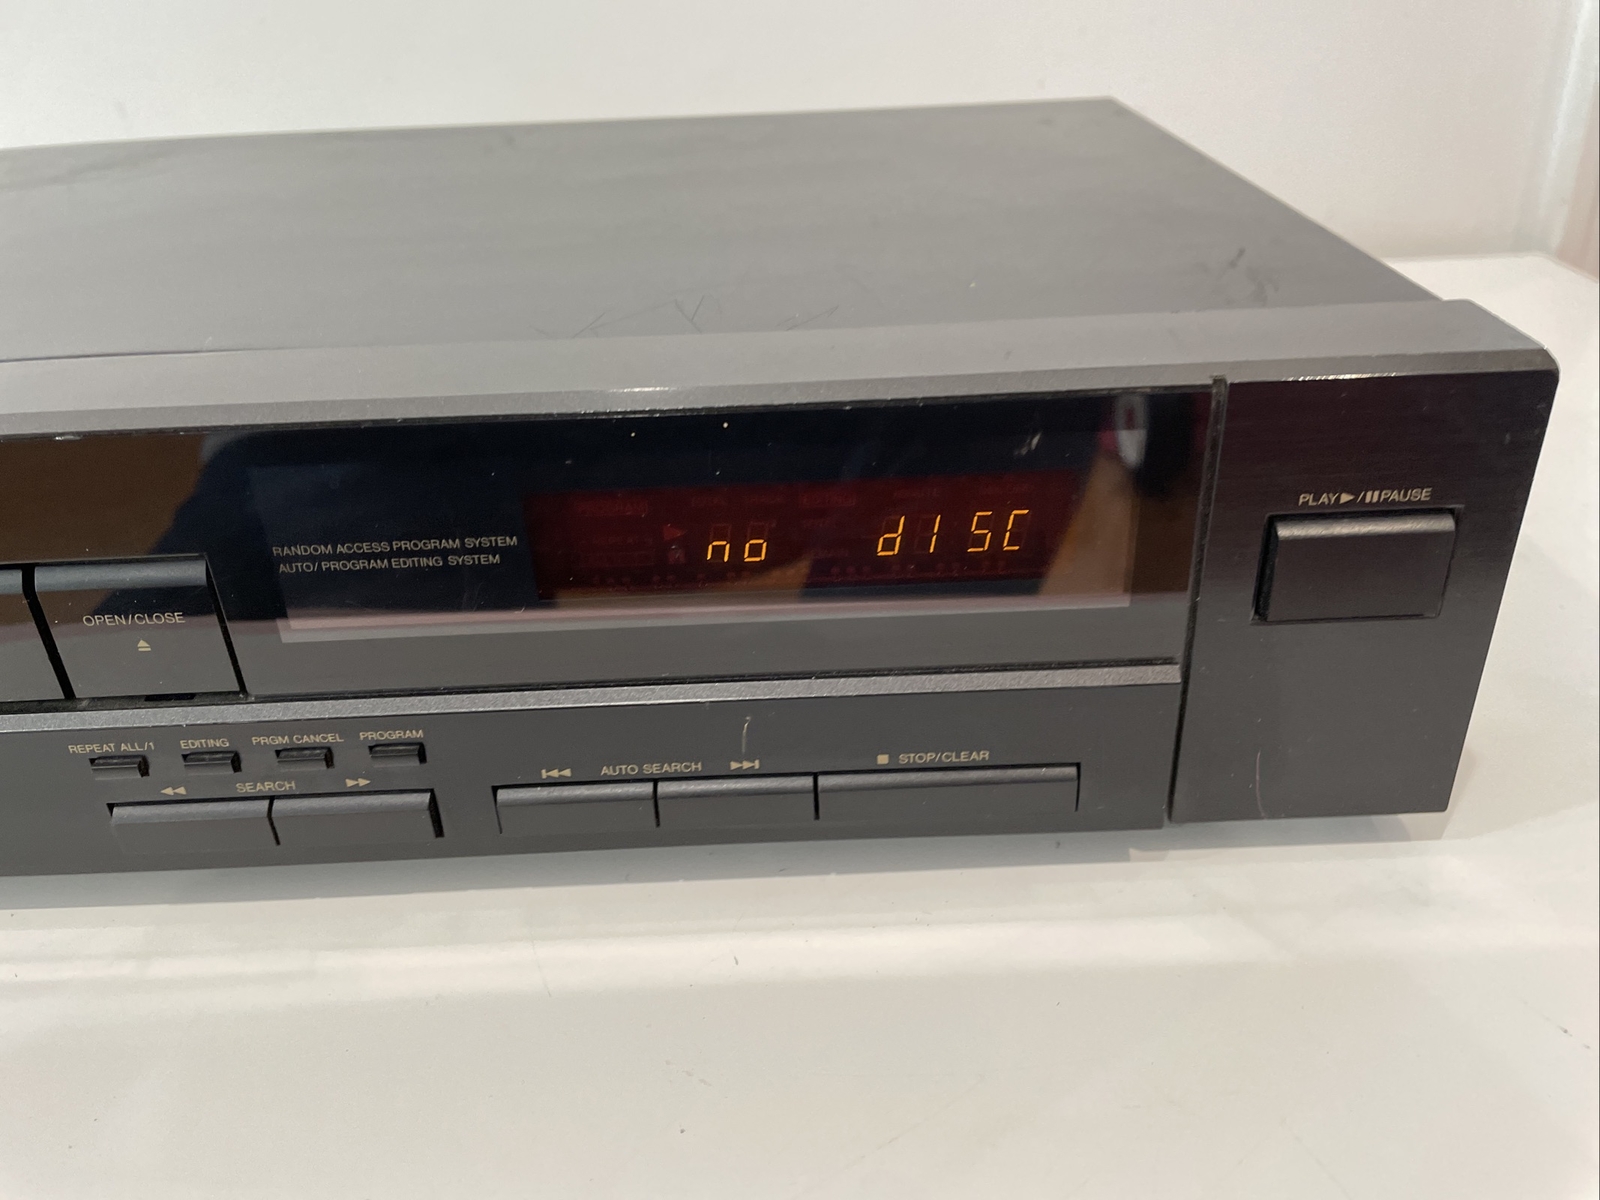 RANDOM ACCESS PROGRAM SYSTEM
AUTO/PROGRAM EDITING SYSTEM
no dISC
PLAY▶/❚❚PAUSE
OPEN/CLOSE
⏏
REPEAT ALL/1 EDITING PRGM CANCEL PROGRAM
◀◀ SEARCH ▶▶
⏮ AUTO SEARCH ⏭
■ STOP/CLEAR